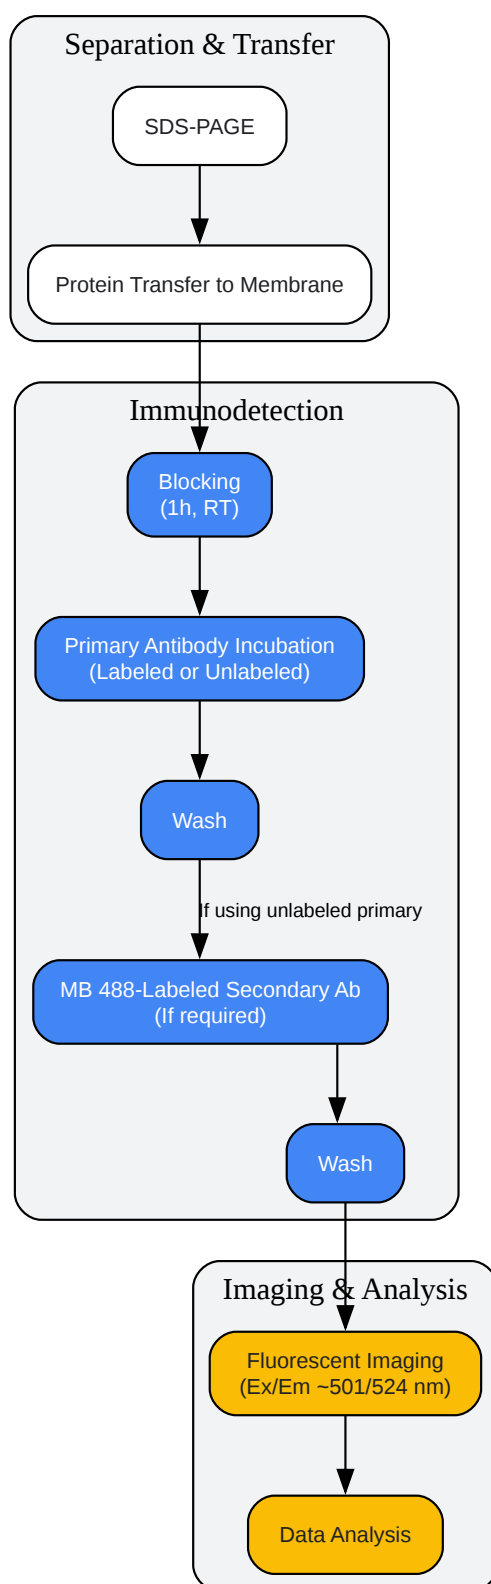 Separation & Transfer
SDS-PAGE
Protein Transfer to Membrane
Immunodetection
Blocking
(1h, RT)
Primary Antibody Incubation
(Labeled or Unlabeled)
Wash
If using unlabeled primary
MB 488-Labeled Secondary Ab
(If required)
Wash
Imaging & Analysis
Fluorescent Imaging
(Ex/Em ~501/524 nm)
Data Analysis